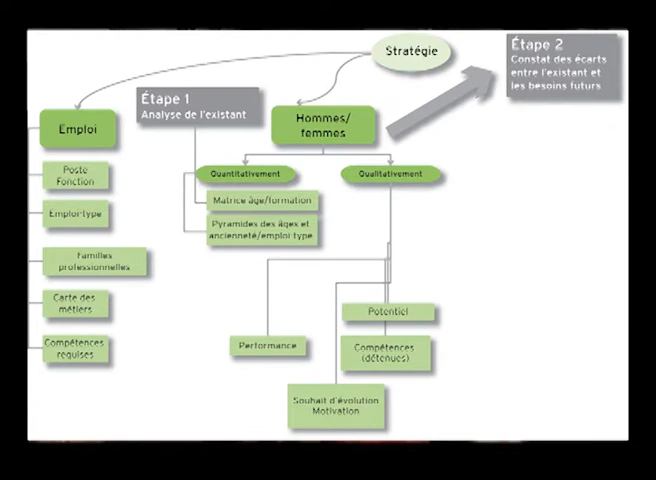 Stratégie
Étape 2
Constat des écarts
entre l'existant et
les besoins futurs
Étape 1
Analyse de l'existant
Hommes/
femmes
Emploi
Quantitativement
Qualitativement
Poste
Fonction
Matrice âge/formation
Emploi-type
Pyramides des âges et
ancienneté/emploi type
Familles
professionnelles
Carte des
métiers
Potentiel
Compétences
requises
Performance
Compétences
(détenues)
Souhait d'évolution
Motivation